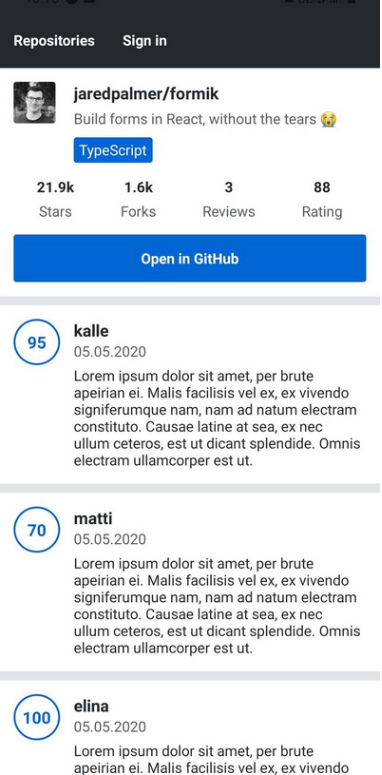 Repositories Sign in
jaredpalmer/formik
Build forms in React, without the tears 😭
TypeScript
21.9k 1.6k 3 88
Stars Forks Reviews Rating
Open in GitHub
95
kalle
05.05.2020
Lorem ipsum dolor sit amet, per brute
apeirian ei. Malis facilisis vel ex, ex vivendo
signiferumque nam, nam ad natum electram
constituto. Causae latine at sea, ex nec
ullum ceteros, est ut dicant splendide. Omnis
electram ullamcorper est ut.
70
matti
05.05.2020
Lorem ipsum dolor sit amet, per brute
apeirian ei. Malis facilisis vel ex, ex vivendo
signiferumque nam, nam ad natum electram
constituto. Causae latine at sea, ex nec
ullum ceteros, est ut dicant splendide. Omnis
electram ullamcorper est ut.
100
elina
05.05.2020
Lorem ipsum dolor sit amet, per brute
apeirian ei. Malis facilisis vel ex, ex vivendo